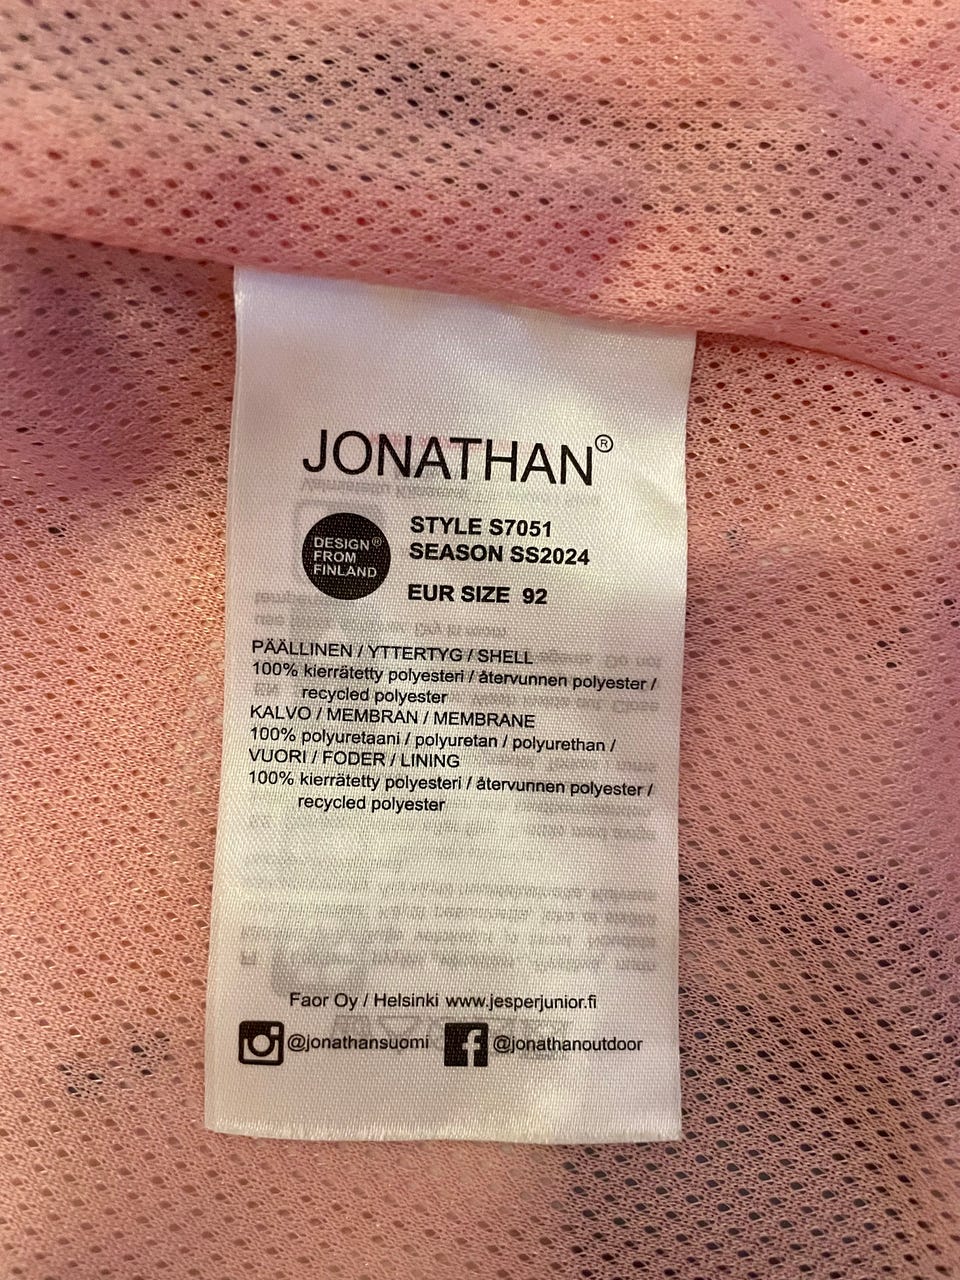 JONATHAN®
DESIGN®
FROM
FINLAND
STYLE S7051
SEASON SS2024
EUR SIZE 92
PÄÄLLINEN / YTTERTYG / SHELL
100% kierrätetty polyesteri / återvunnen polyester /
recycled polyester
KALVO / MEMBRAN / MEMBRANE
100% polyuretaani / polyuretan / polyurethan /
VUORI / FODER / LINING
100% kierrätetty polyesteri / återvunnen polyester /
recycled polyester
Faor Oy / Helsinki www.jesperjunior.fi
@jonathansuomi
@jonathanoutdoor